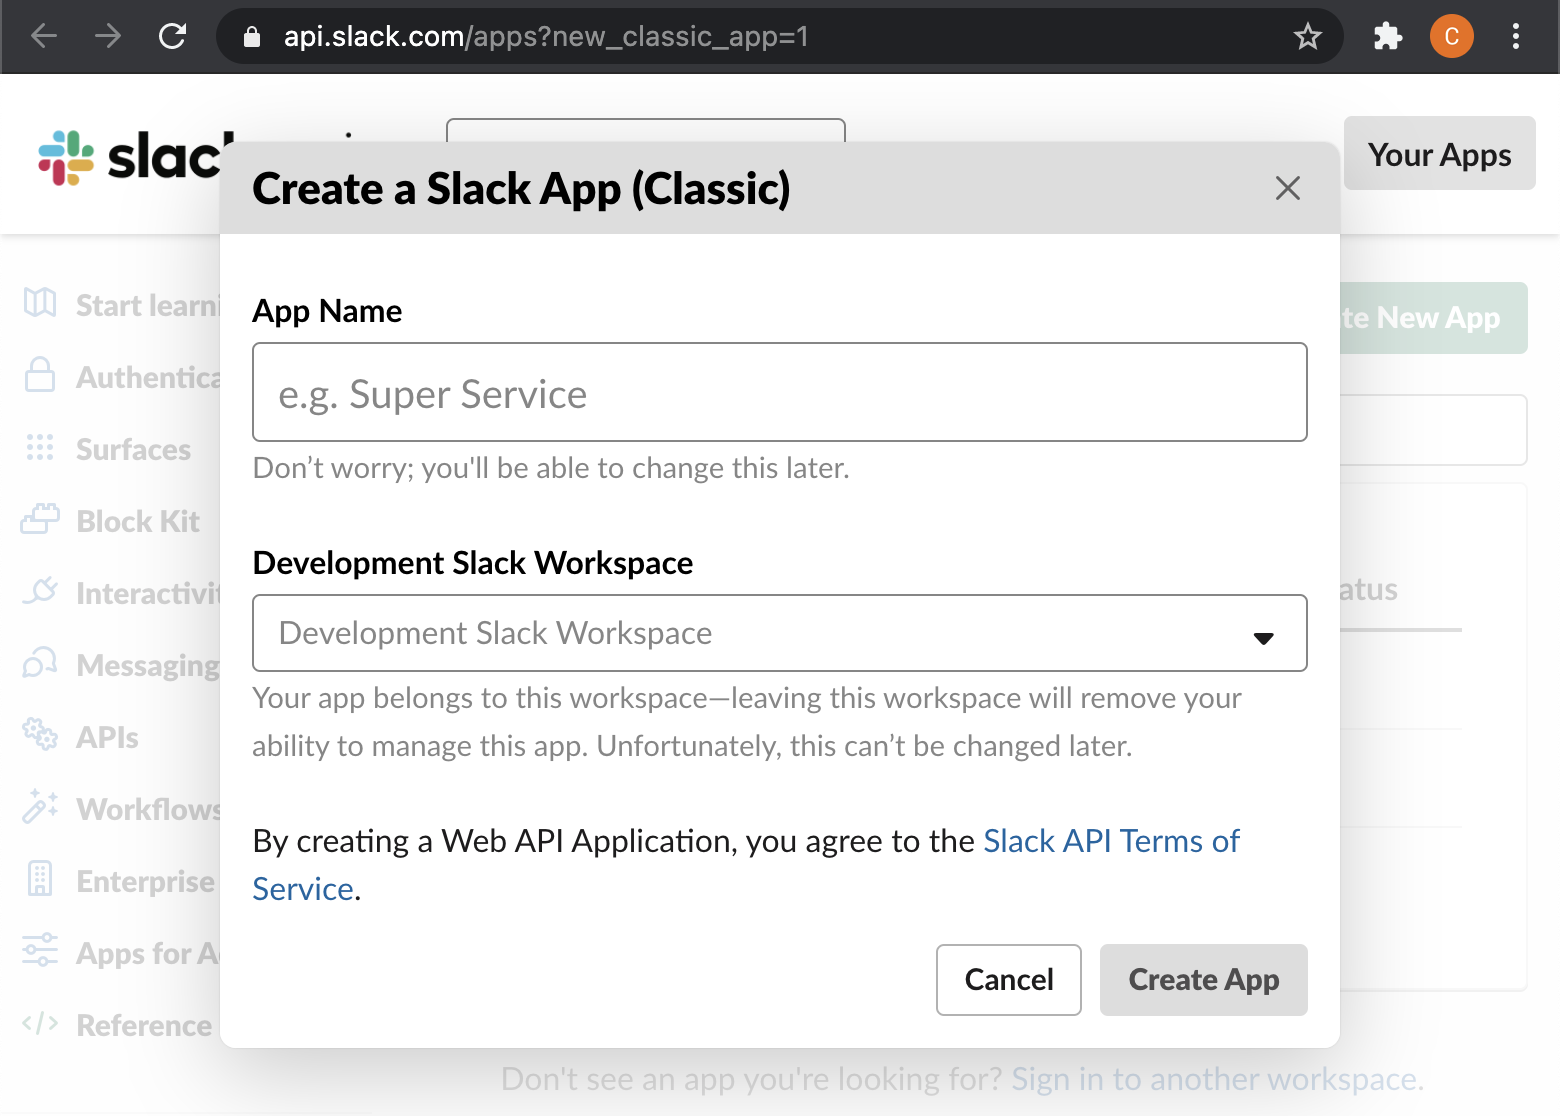 api.slack.com/apps?new_classic_app=1
C
slac
Your Apps
Create a Slack App (Classic)
Start learni
Authentica
Surfaces
Block Kit
Interactivit
Messaging
APIs
Workflows
Enterprise
Apps for A
Reference
te New App
atus
App Name
e.g. Super Service
Don’t worry; you'll be able to change this later.
Development Slack Workspace
Development Slack Workspace
Your app belongs to this workspace—leaving this workspace will remove your
ability to manage this app. Unfortunately, this can’t be changed later.
By creating a Web API Application, you agree to the Slack API Terms of
Service.
Cancel
Create App
Don't see an app you're looking for? Sign in to another workspace.